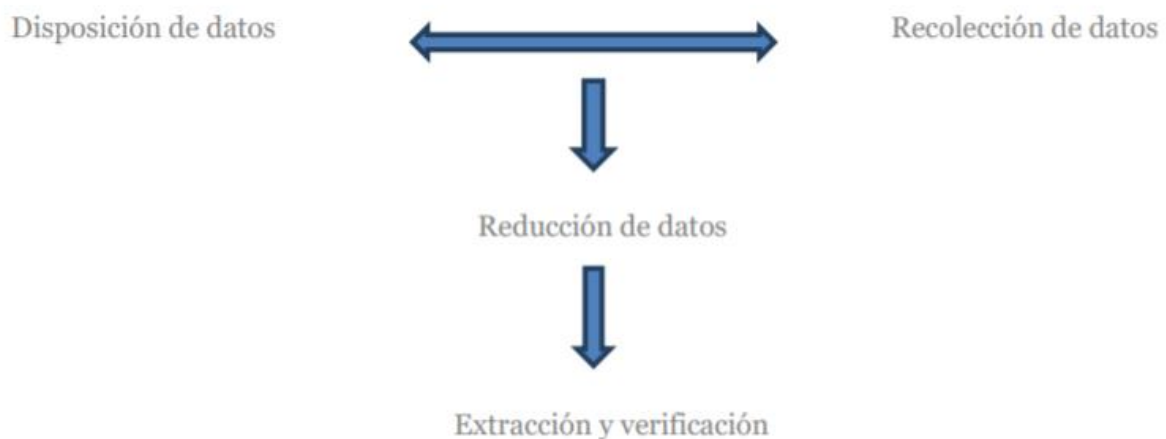 Disposición de datos
Recolección de datos
Reducción de datos
Extracción y verificación